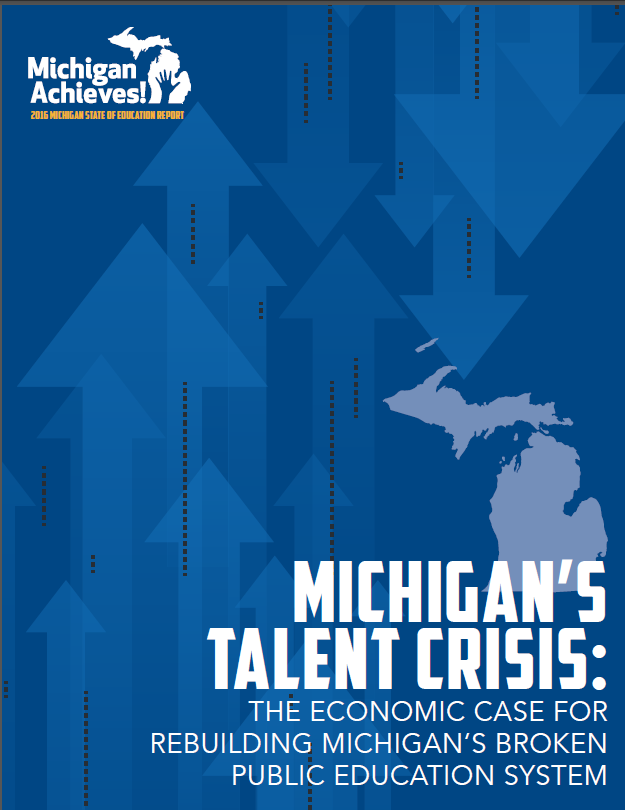 Michigan
Achieves!
2016 MICHIGAN STATE OF EDUCATION REPORT
MICHIGAN'S
TALENT CRISIS:
THE ECONOMIC CASE FOR
REBUILDING MICHIGAN'S BROKEN
PUBLIC EDUCATION SYSTEM